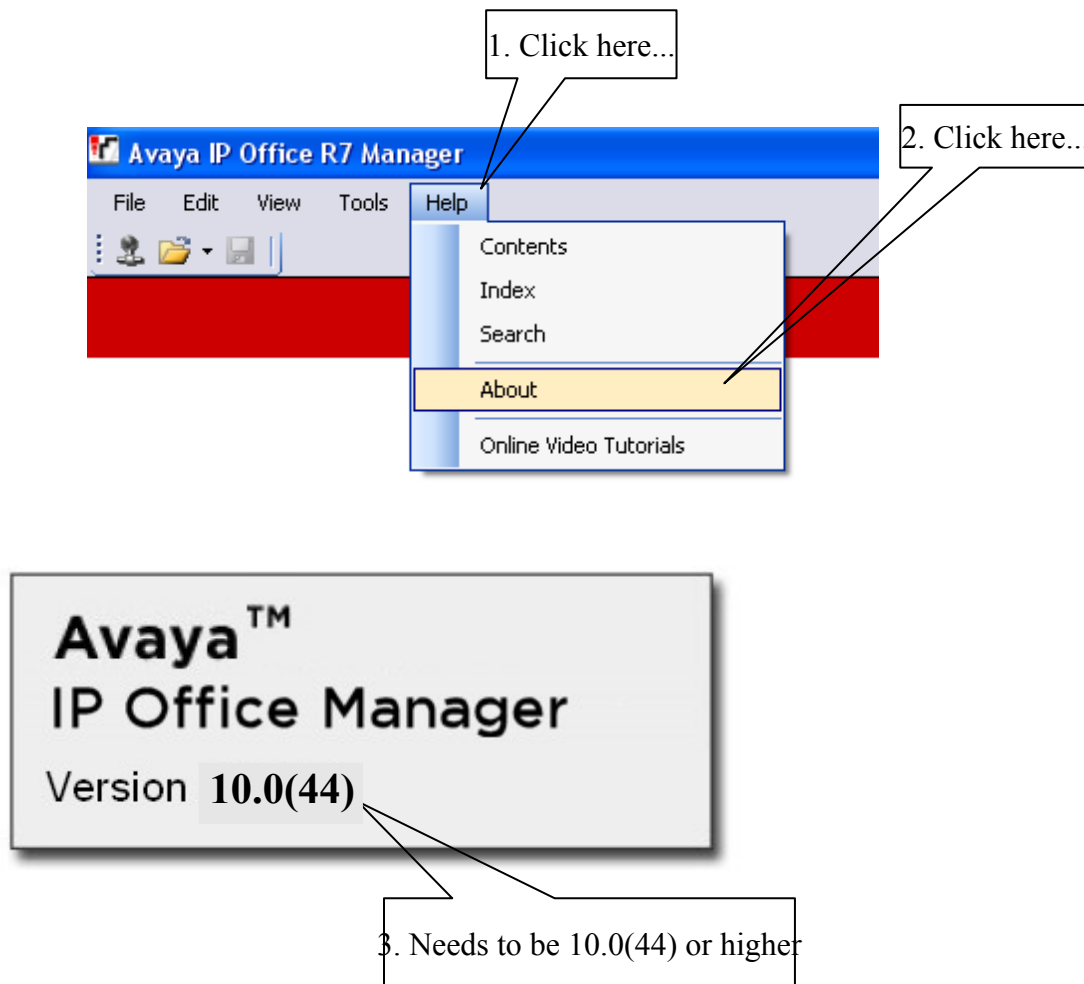 1. Click here...
2. Click here...
Avaya IP Office R7 Manager
File Edit View Tools Help
Contents
Index
Search
About
Online Video Tutorials
Avaya™
IP Office Manager
Version 10.0(44)
3. Needs to be 10.0(44) or higher